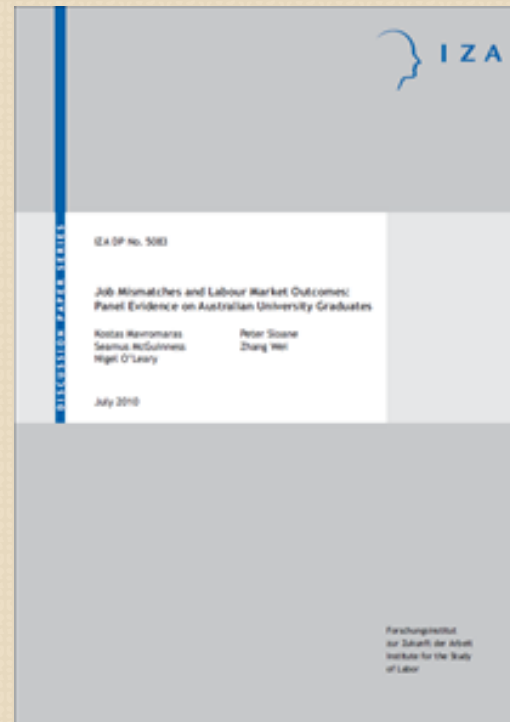 IZA
DISCUSSION PAPER SERIES
IZA DP No. 5083
Job Mismatches and Labour Market Outcomes:
Panel Evidence on Australian University Graduates
Kostas Mavromaras
Seamus McGuinness
Nigel O'Leary
Peter Sloane
Zhang Wei
July 2010
Forschungsinstitut
zur Zukunft der Arbeit
Institute for the Study
of Labor